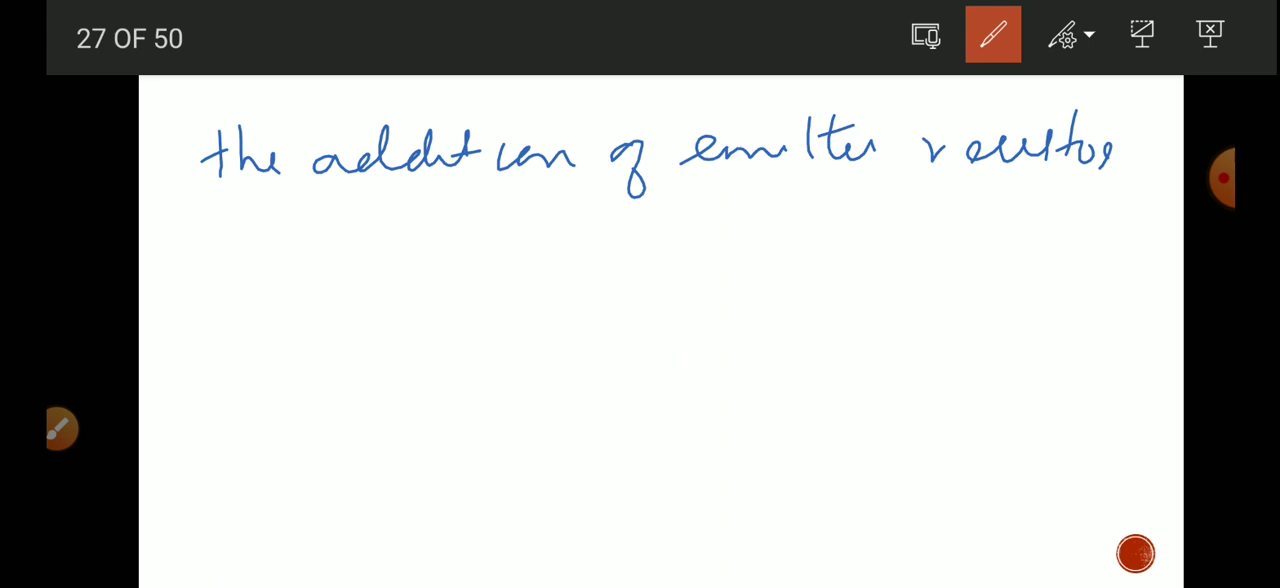 27 OF 50
the addition of emitter resistor